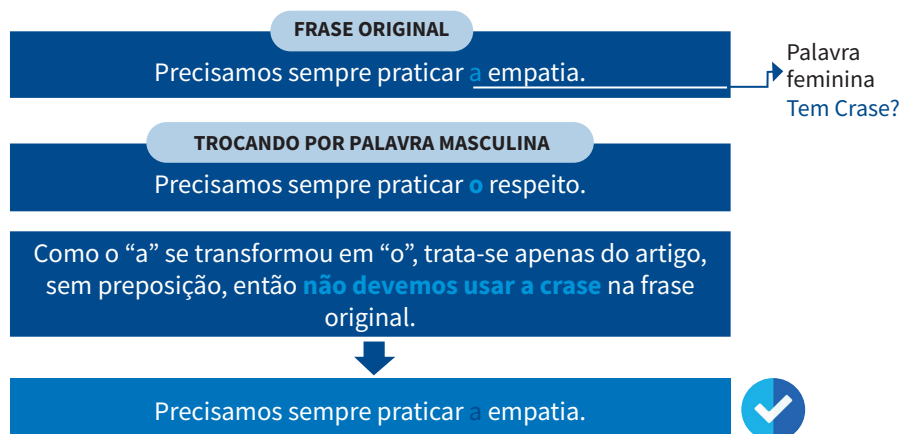 FRASE ORIGINAL
Precisamos sempre praticar a empatia.
Palavra
feminina
Tem Crase?
TROCANDO POR PALAVRA MASCULINA
Precisamos sempre praticar o respeito.
Como o “a” se transformou em “o”, trata-se apenas do artigo,
sem preposição, então não devemos usar a crase na frase
original.
Precisamos sempre praticar a empatia.